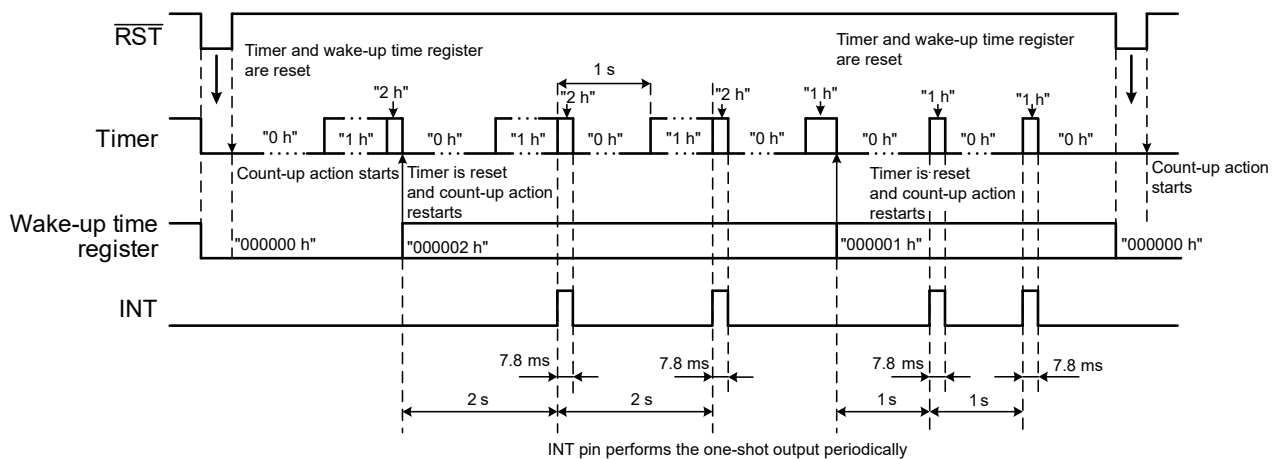 RST
Timer and wake-up time register
are reset
Timer and wake-up time register
are reset
1 s
"2 h"
"2 h"
"2 h"
"1 h"
"1 h"
"1 h"
Timer
"0 h"
"1 h"
"0 h"
"1 h"
"0 h"
"1 h"
"0 h"
"0 h"
"0 h"
"0 h"
Count-up action starts
Timer is reset
and count-up action
restarts
Timer is reset
and count-up action
restarts
Count-up action
starts
Wake-up time
register
"000000 h"
"000002 h"
"000001 h"
"000000 h"
INT
7.8 ms
7.8 ms
7.8 ms
7.8 ms
2 s
2 s
1 s
1 s
INT pin performs the one-shot output periodically